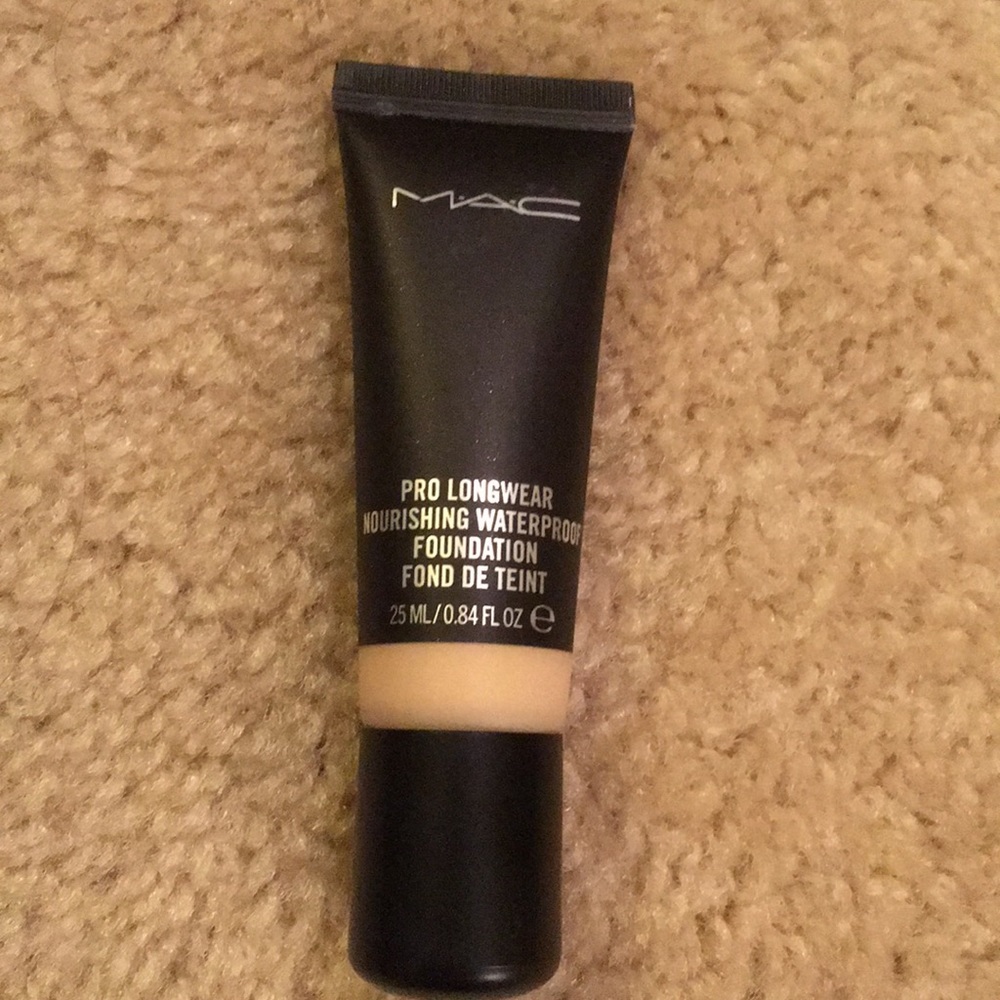 M·A·C
PRO LONGWEAR
NOURISHING WATERPROOF
FOUNDATION
FOND DE TEINT
25 ML / 0.84 FL OZ ℮